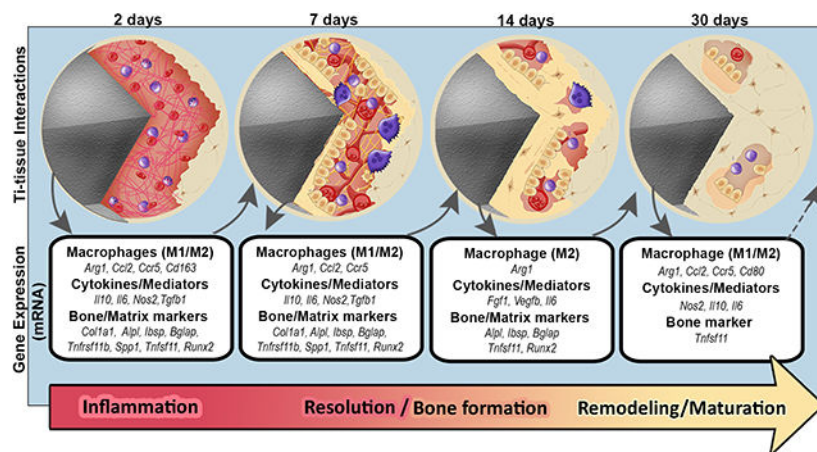 2 days 7 days 14 days 30 days
Ti-tissue Interactions
Gene Expression
(mRNA)
Macrophages (M1/M2)
Arg1, Ccl2, Ccr5, Cd163
Cytokines/Mediators
Il10, Il6, Nos2,Tgfb1
Bone/Matrix markers
Col1a1, Alpl, Ibsp, Bglap,
Tnfrsf11b, Spp1, Tnfsf11, Runx2
Macrophages (M1/M2)
Arg1, Ccl2, Ccr5
Cytokines/Mediators
Il10, Il6, Nos2,Tgfb1
Bone/Matrix markers
Col1a1, Alpl, Ibsp, Bglap,
Tnfrsf11b, Spp1, Tnfsf11, Runx2
Macrophage (M2)
Arg1
Cytokines/Mediators
Fgf1, Vegfb, Il6
Bone/Matrix markers
Alpl, Ibsp, Bglap
Tnfsf11, Runx2
Macrophage (M1/M2)
Arg1, Ccl2, Ccr5, Cd80
Cytokines/Mediators
Nos2, Il10, Il6
Bone marker
Tnfsf11
Inflammation Resolution / Bone formation Remodeling/Maturation